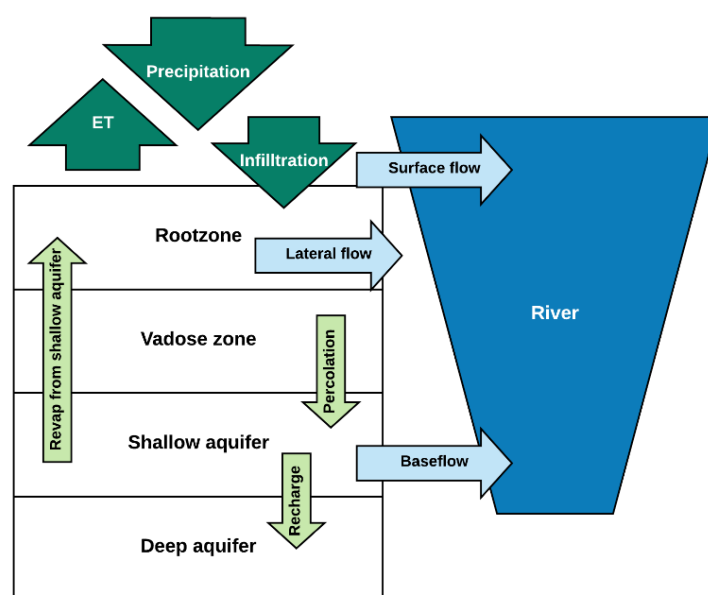 Precipitation
ET
Infilltration
Surface flow
Rootzone
Lateral flow
River
Revap from shallow aquifer
Vadose zone
Percolation
Shallow aquifer
Baseflow
Recharge
Deep aquifer